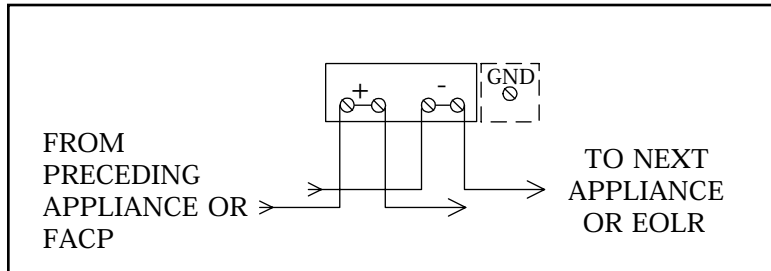 GND
+
-
FROM
PRECEDING
APPLIANCE OR
FACP
TO NEXT
APPLIANCE
OR EOLR